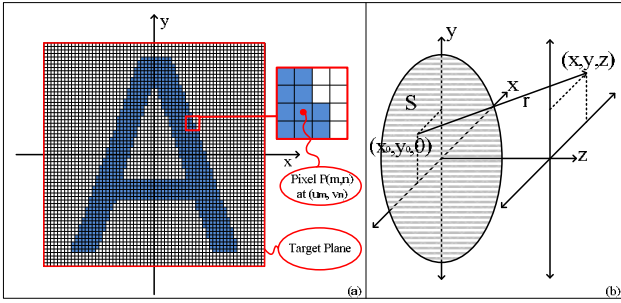 y
x
Pixel P(m,n)
at (um, vn)
Target Plane
(a)
y
(x,y,z)
x
S
r
(x0,y0,0)
z
(b)